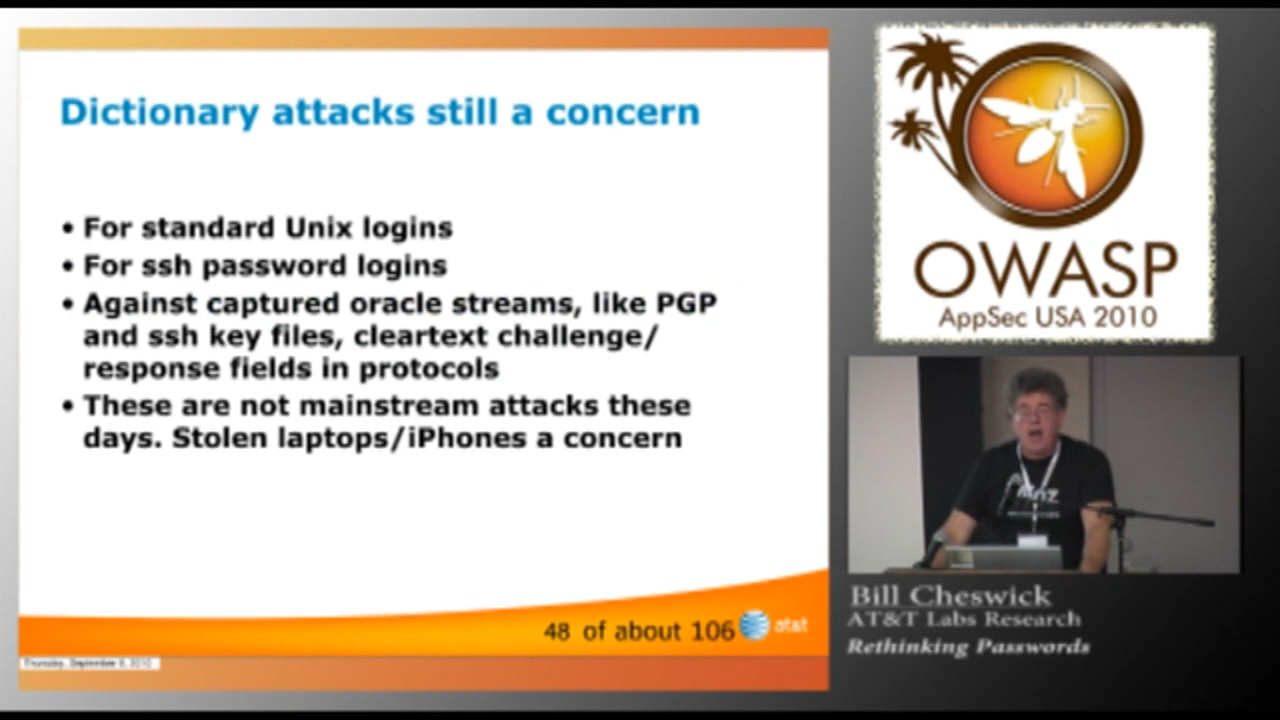 Dictionary attacks still a concern
• For standard Unix logins
• For ssh password logins
• Against captured oracle streams, like PGP
and ssh key files, cleartext challenge/
response fields in protocols
• These are not mainstream attacks these
days. Stolen laptops/iPhones a concern
48 of about 106
at&t
OWASP
AppSec USA 2010
Bill Cheswick
AT&T Labs Research
Rethinking Passwords